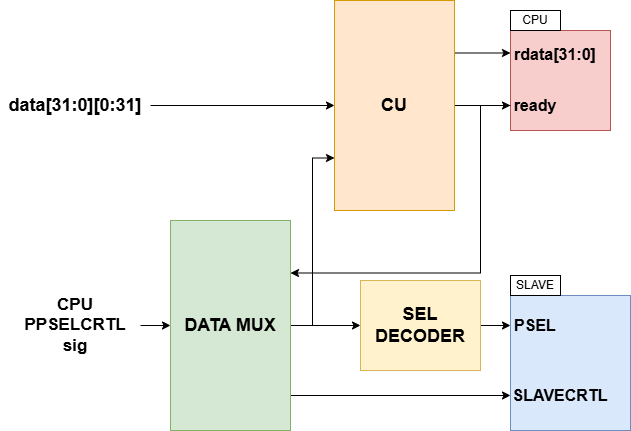 CPU
rdata[31:0]
data[31:0][0:31]
CU
ready
SLAVE
CPU
PPSELCRTL
sig
DATA MUX
SEL
DECODER
PSEL
SLAVECRTL